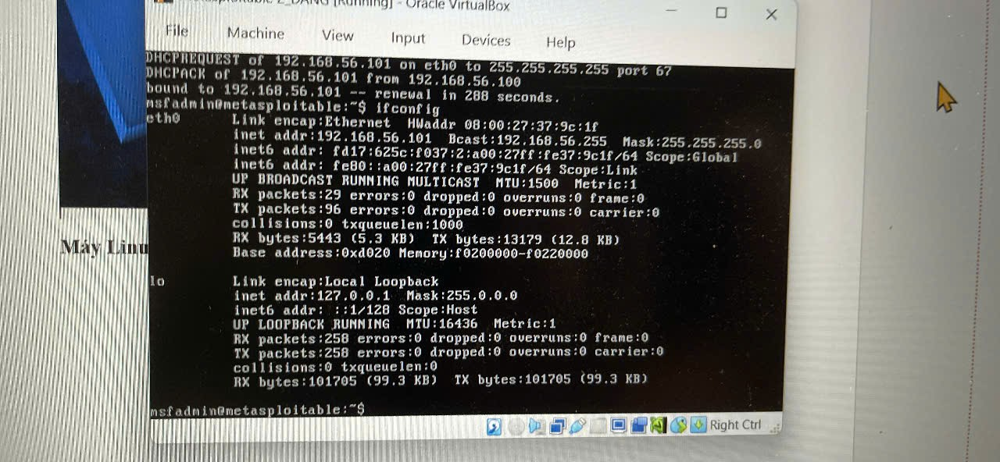 [Running] - Oracle VirtualBox
File Machine View Input Devices Help
DHCPREQUEST of 192.168.56.101 on eth0 to 255.255.255.255 port 67
DHCPACK of 192.168.56.101 from 192.168.56.100
bound to 192.168.56.101 -- renewal in 288 seconds.
msfadmin@metasploitable:~$ ifconfig
eth0 Link encap:Ethernet HWaddr 08:00:27:37:9c:1f
inet addr:192.168.56.101 Bcast:192.168.56.255 Mask:255.255.255.0
inet6 addr: fd17:625c:f037:2:a00:27ff:fe37:9c1f/64 Scope:Global
inet6 addr: fe80::a00:27ff:fe37:9c1f/64 Scope:Link
UP BROADCAST RUNNING MULTICAST MTU:1500 Metric:1
RX packets:29 errors:0 dropped:0 overruns:0 frame:0
TX packets:96 errors:0 dropped:0 overruns:0 carrier:0
collisions:0 txqueuelen:1000
RX bytes:5443 (5.3 KB) TX bytes:13179 (12.8 KB)
Base address:0xd020 Memory:f0200000-f0220000
Máy Linu
lo Link encap:Local Loopback
inet addr:127.0.0.1 Mask:255.0.0.0
inet6 addr: ::1/128 Scope:Host
UP LOOPBACK RUNNING MTU:16436 Metric:1
RX packets:258 errors:0 dropped:0 overruns:0 frame:0
TX packets:258 errors:0 dropped:0 overruns:0 carrier:0
collisions:0 txqueuelen:0
RX bytes:101705 (99.3 KB) TX bytes:101705 (99.3 KB)
msfadmin@metasploitable:~$
Right Ctrl